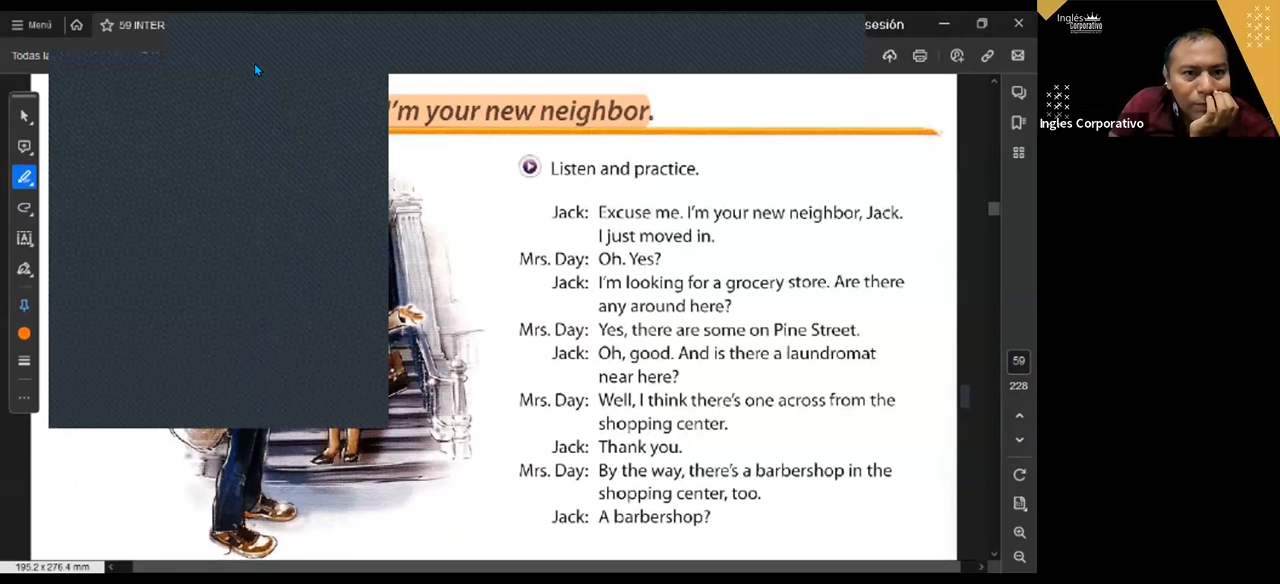 Menú
59 INTER
sesión
Todas la
I'm your new neighbor.
Listen and practice.
Jack: Excuse me. I'm your new neighbor, Jack.
I just moved in.
Mrs. Day: Oh. Yes?
Jack: I'm looking for a grocery store. Are there
any around here?
Mrs. Day: Yes, there are some on Pine Street.
Jack: Oh, good. And is there a laundromat
near here?
Mrs. Day: Well, I think there's one across from the
shopping center.
Jack: Thank you.
Mrs. Day: By the way, there's a barbershop in the
shopping center, too.
Jack: A barbershop?
59
228
195.2 x 276.4 mm
Inglés
Corporativo
Ingles Corporativo